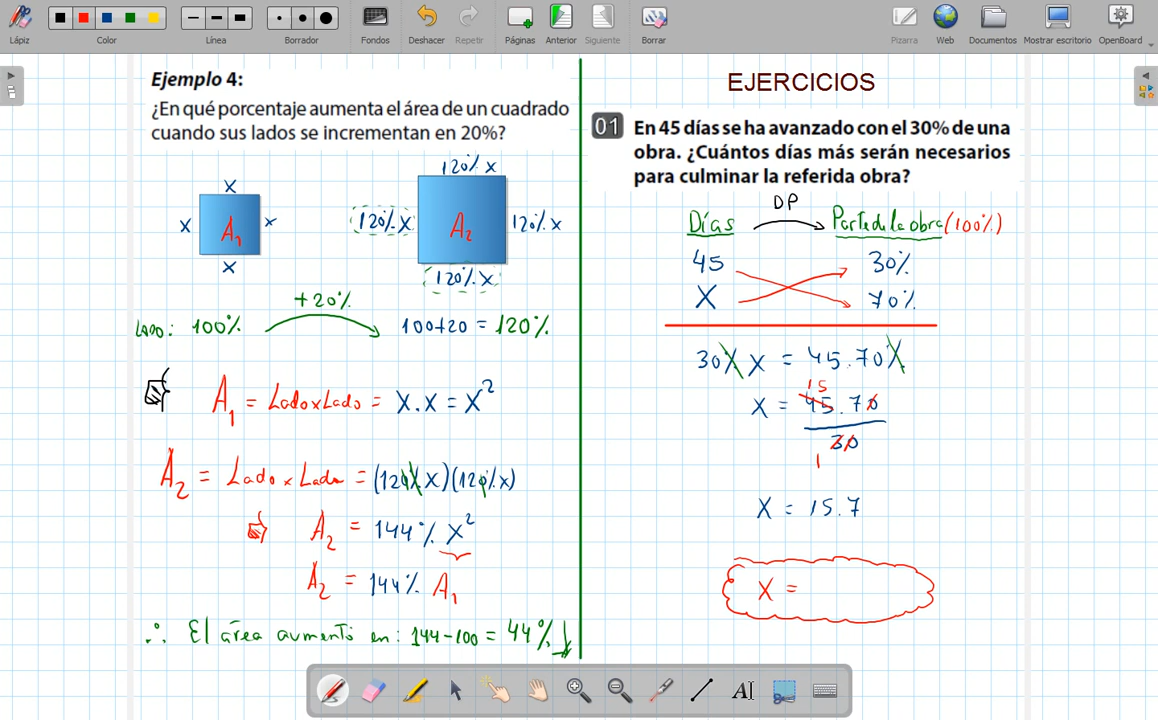 Lápiz Color Línea Borrador Fondos Deshacer Repetir Páginas Anterior Siguiente Borrar Pizarra Web Documentos Mostrar escritorio OpenBoard
Ejemplo 4:
¿En qué porcentaje aumenta el área de un cuadrado
cuando sus lados se incrementan en 20%?
120% x
x
x A₁ x
120% x A₂ 120% x
x
120% x
+20%
LADO: 100% 100+20 = 120%
A₁ = Lado x Lado = x.x = x²
A₂ = Lado x Lado = (120% x)(120% x)
A₂ = 144% x²
A₂ = 144% A₁
∴ El área aumento en: 144-100 = 44%
EJERCICIOS
01 En 45 días se ha avanzado con el 30% de una
obra. ¿Cuántos días más serán necesarios
para culminar la referida obra?
DP
Días Parte de la obra (100%)
45 30%
X 70%
30% x = 45.70%
15
x = 45.70
30
1
x = 15.7
x =
AI